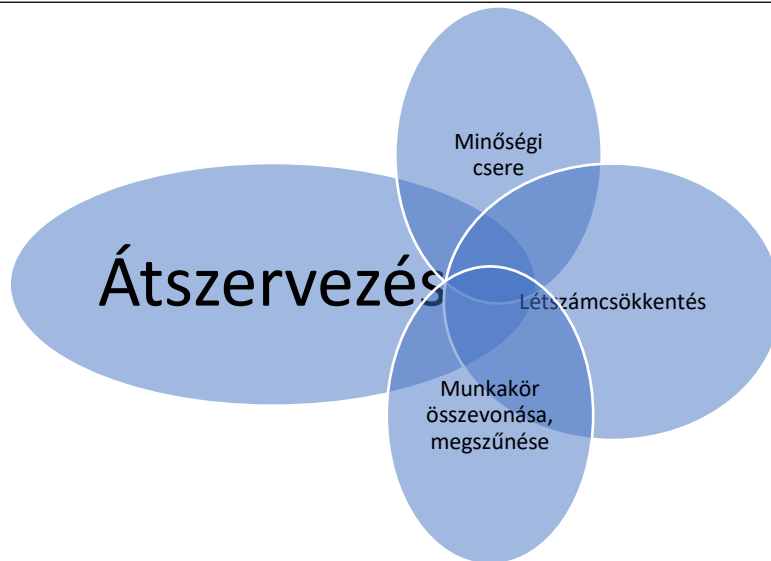 Minőségi
csere
Átszervezés
Létszámcsökkentés
Munkakör
összevonása,
megszűnése